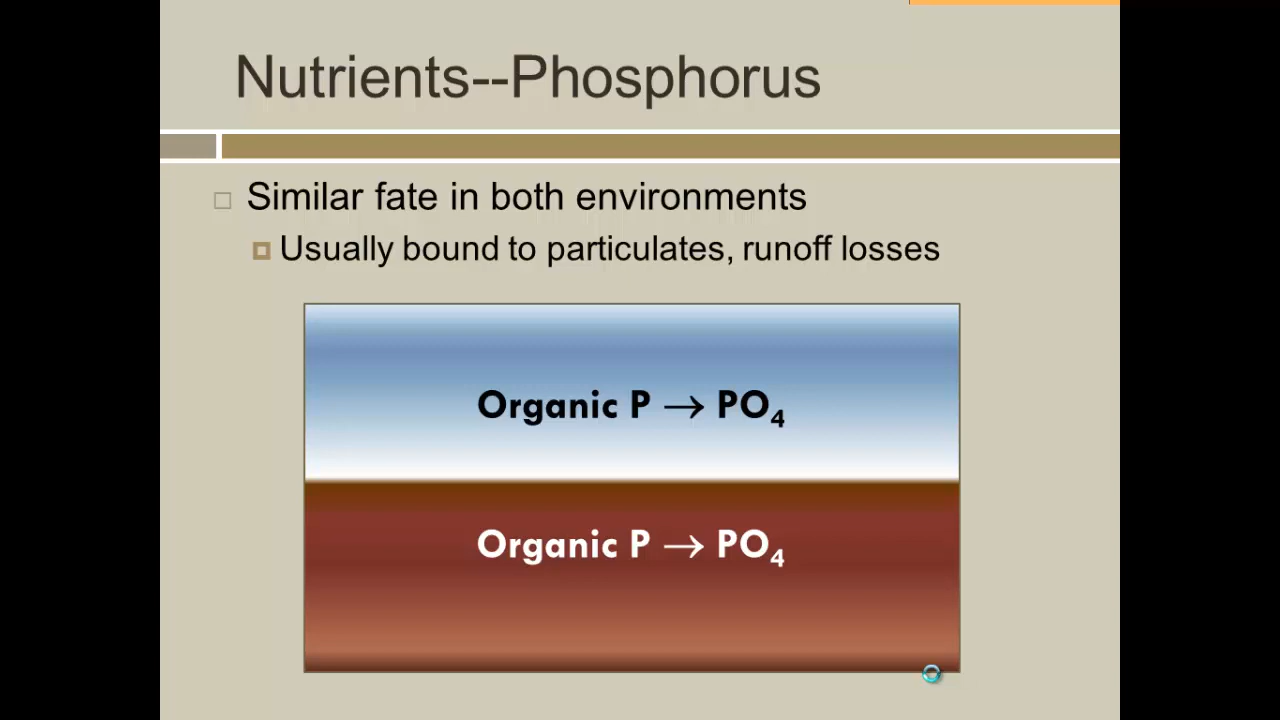 Nutrients--Phosphorus
Similar fate in both environments
Usually bound to particulates, runoff losses
Organic P → PO₄
Organic P → PO₄